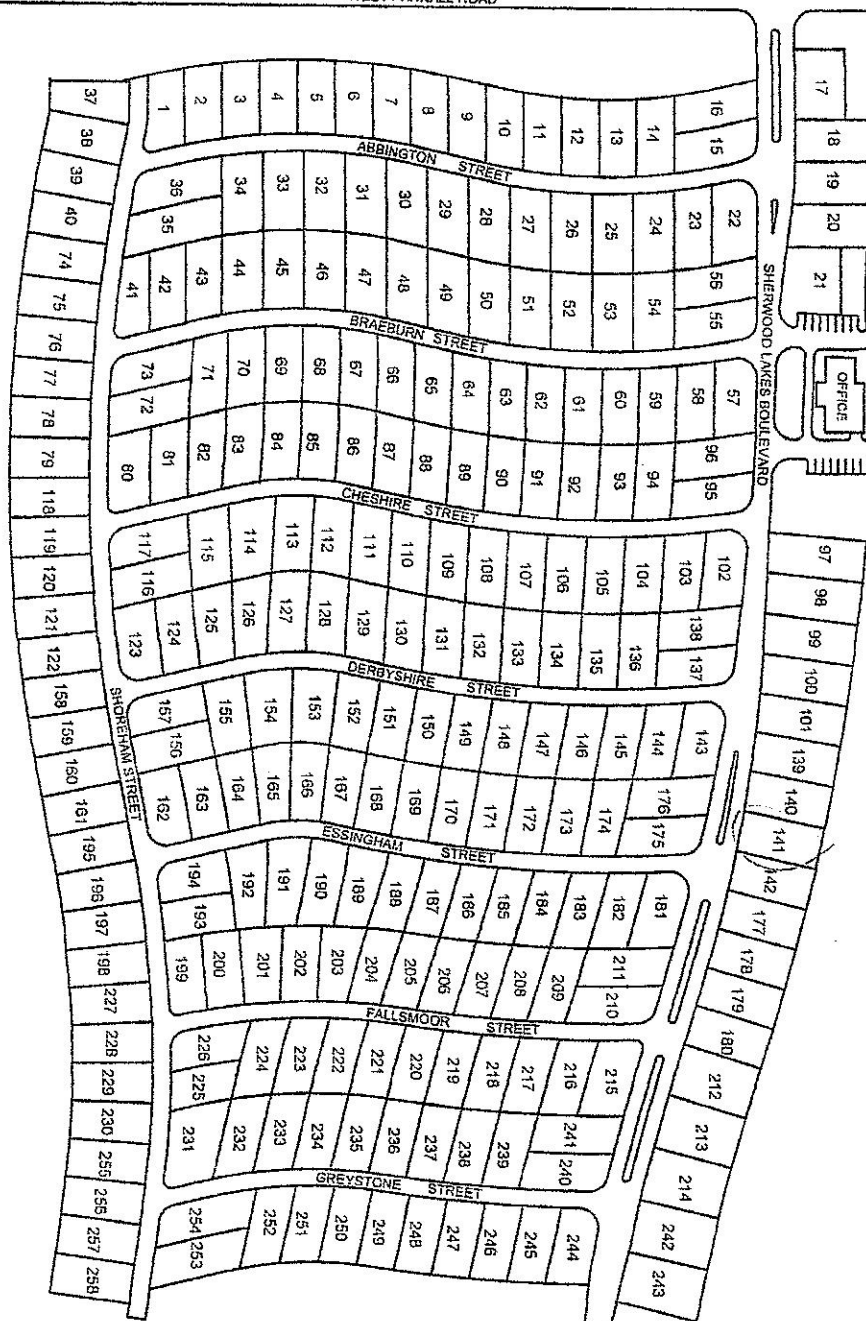 ROAD
17
18
19
20
21
OFFICE
97
98
99
100
101
139
140
141
142
177
178
179
180
212
213
214
242
243
SHERWOOD LAKES BOULEVARD
1 2 3 4 5 6 7 8 9 10 11 12 13 14 16
15
ABBINGTON STREET
36 34 33 32 31 30 29 28 27 26 25 24 23 22
35
41 42 43 44 45 46 47 48 49 50 51 52 53 54 56
55
BRAEBURN STREET
73 71 70 69 68 67 66 65 64 63 62 61 60 59 58 57
72
80 81 82 83 84 85 86 87 88 89 90 91 92 93 94 96
95
CHESHIRE STREET
117 115 114 113 112 111 110 109 108 107 106 105 104 103 102
116
123 124 125 126 127 128 129 130 131 132 133 134 135 136 138
137
DERBYSHIRE STREET
157 155 154 153 152 151 150 149 148 147 146 145 144 143
156
162 163 164 165 166 167 168 169 170 171 172 173 174 176
175
ESSINGHAM STREET
194 192 191 190 189 188 187 186 185 184 183 182 181
193
199 200 201 202 203 204 205 206 207 208 209 211
210
FALLSMOOR STREET
226 224 223 222 221 220 219 218 217 216 215
225
231 232 233 234 235 236 237 238 239 241
240
GREYSTONE STREET
254 252 251 250 249 248 247 246 245 244
253
SHOREHAM STREET
37
38
39
40
74
75
76
77
78
79
118
119
120
121
122
158
159
160
161
195
196
197
198
227
228
229
230
255
256
257
258